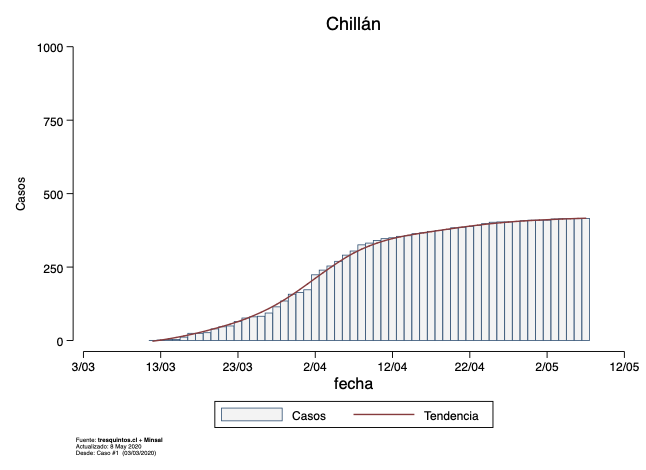 Chillán
1000
750
500
250
0
Casos
3/03 13/03 23/03 2/04 12/04 22/04 2/05 12/05
fecha
Casos Tendencia
Fuente: tresquintos.cl + Minsal
Actualizado: 8 May 2020
Desde: Caso #1 (03/03/2020)